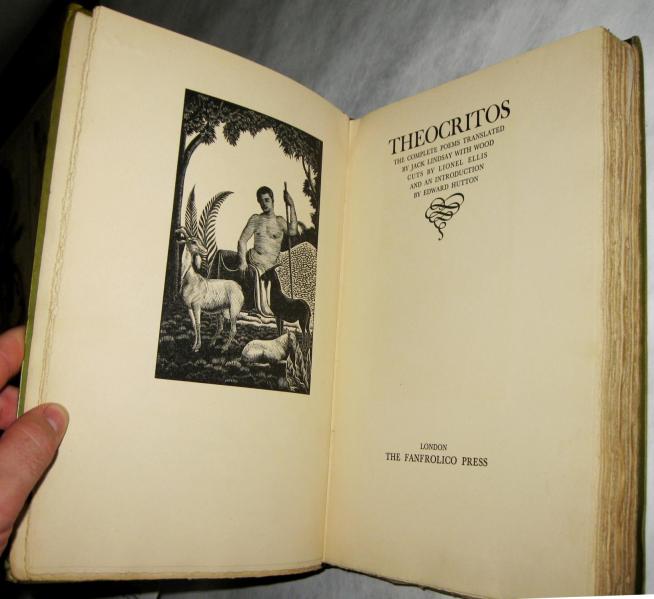 THEOCRITOS
THE COMPLETE POEMS TRANSLATED
BY JACK LINDSAY WITH WOOD
CUTS BY LIONEL ELLIS
AND AN INTRODUCTION
BY EDWARD HUTTON
LONDON
THE FANFROLICO PRESS